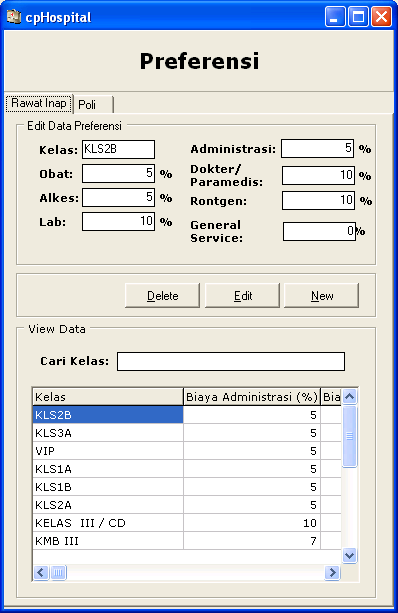 cpHospital
Preferensi
Rawat Inap Poli
Edit Data Preferensi
Kelas: KLS2B
Administrasi: 5 %
Obat: 5 %
Dokter/
Paramedis: 10 %
Alkes: 5 %
Rontgen: 10 %
Lab: 10 %
General
Service: 0%
Delete Edit New
View Data
Cari Kelas:
Kelas Biaya Administrasi (%) Bia
KLS2B 5
KLS3A 5
VIP 5
KLS1A 5
KLS1B 5
KLS2A 5
KELAS  III / CD 10
KMB III 7